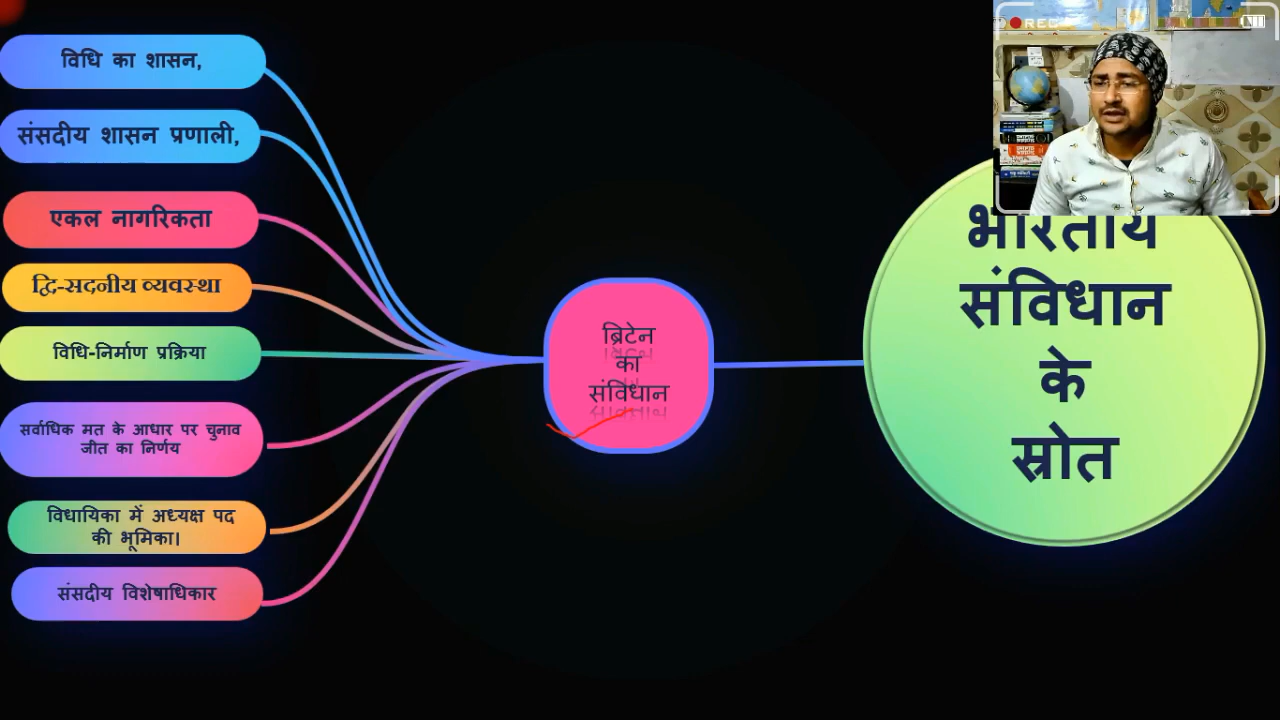 विधि का शासन,
संसदीय शासन प्रणाली,
एकल नागरिकता
द्वि-सदनीय व्यवस्था
विधि-निर्माण प्रक्रिया
सर्वाधिक मत के आधार पर चुनाव
जीत का निर्णय
विधायिका में अध्यक्ष पद
की भूमिका।
संसदीय विशेषाधिकार
ब्रिटेन
का
संविधान
REC
भारतीय
संविधान
के
स्रोत